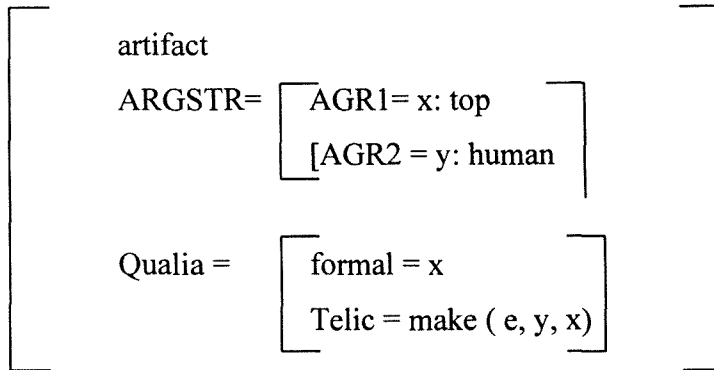 artifact
ARGSTR= AGR1= x: top
[AGR2 = y: human
Qualia = formal = x
Telic = make ( e, y, x)